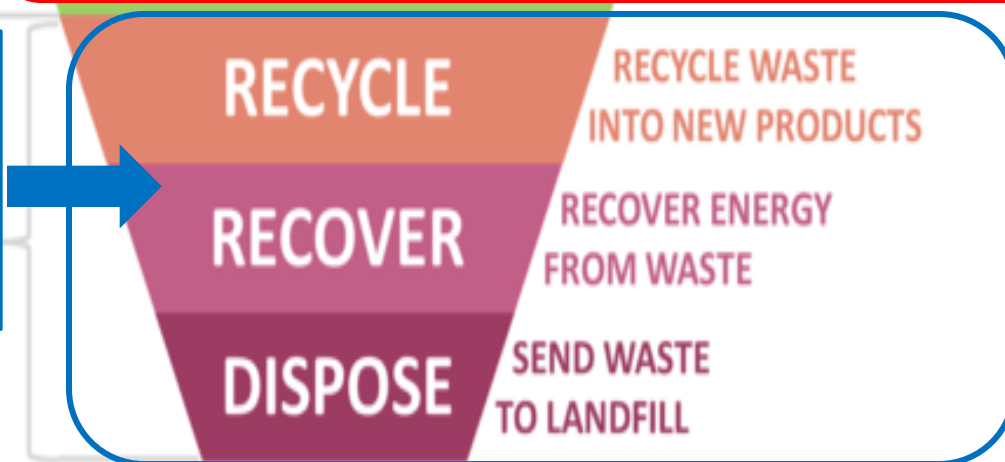 RECYCLE
RECYCLE WASTE
INTO NEW PRODUCTS
RECOVER
RECOVER ENERGY
FROM WASTE
DISPOSE
SEND WASTE
TO LANDFILL